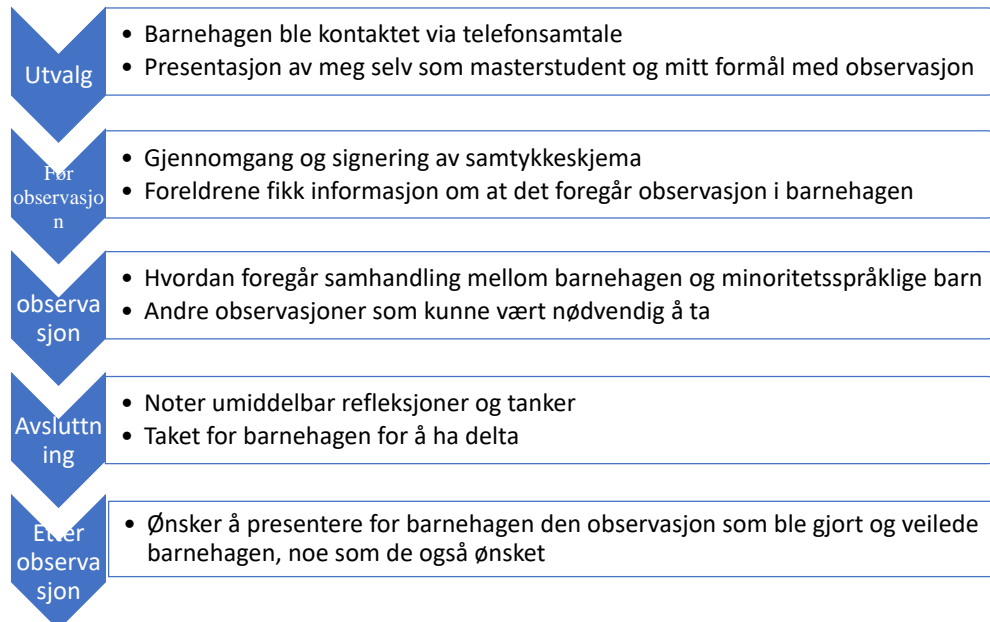 Utvalg
• Barnehagen ble kontaktet via telefonsamtale
• Presentasjon av meg selv som masterstudent og mitt formål med observasjon
Før
observasjo
n
• Gjennomgang og signering av samtykkeskjema
• Foreldrene fikk informasjon om at det foregår observasjon i barnehagen
observa
sjon
• Hvordan foregår samhandling mellom barnehagen og minoritetsspråklige barn
• Andre observasjoner som kunne vært nødvendig å ta
Avsluttn
ing
• Noter umiddelbar refleksjoner og tanker
• Taket for barnehagen for å ha delta
Etter
observa
sjon
• Ønsker å presentere for barnehagen den observasjon som ble gjort og veilede
barnehagen, noe som de også ønsket